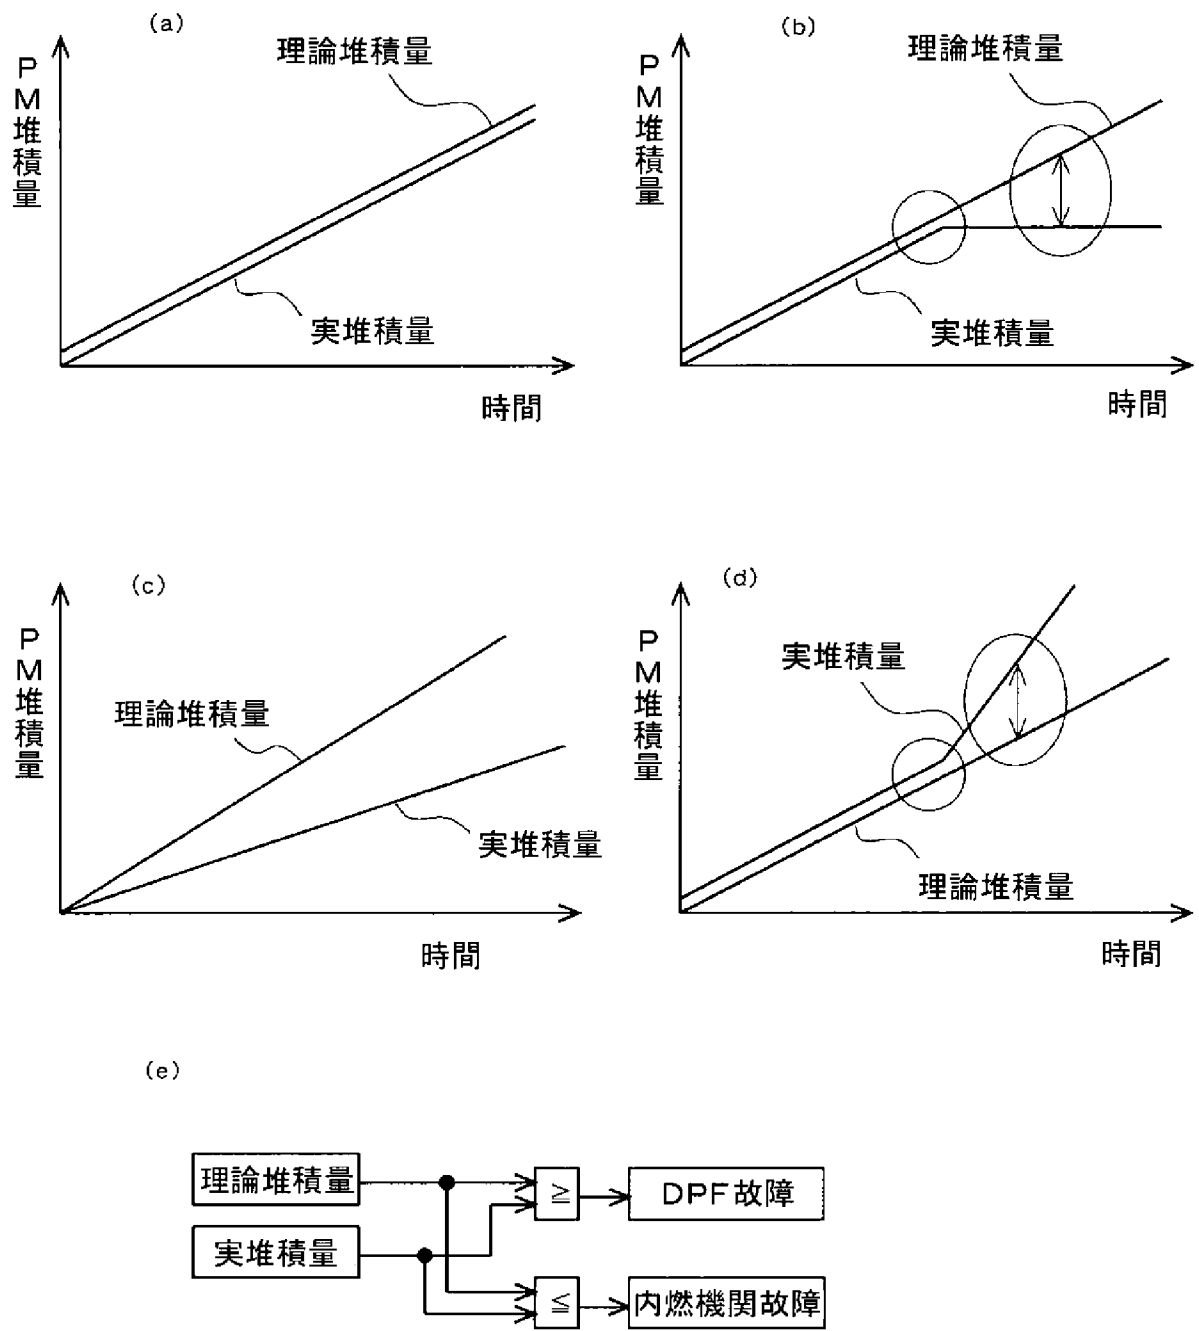 (a)
理論堆積量
PM堆積量
実堆積量
時間
(b)
理論堆積量
PM堆積量
実堆積量
時間
(c)
PM堆積量
理論堆積量
実堆積量
時間
(d)
PM堆積量
実堆積量
理論堆積量
時間
(e)
理論堆積量
≧
DPF故障
実堆積量
≦
内燃機関故障